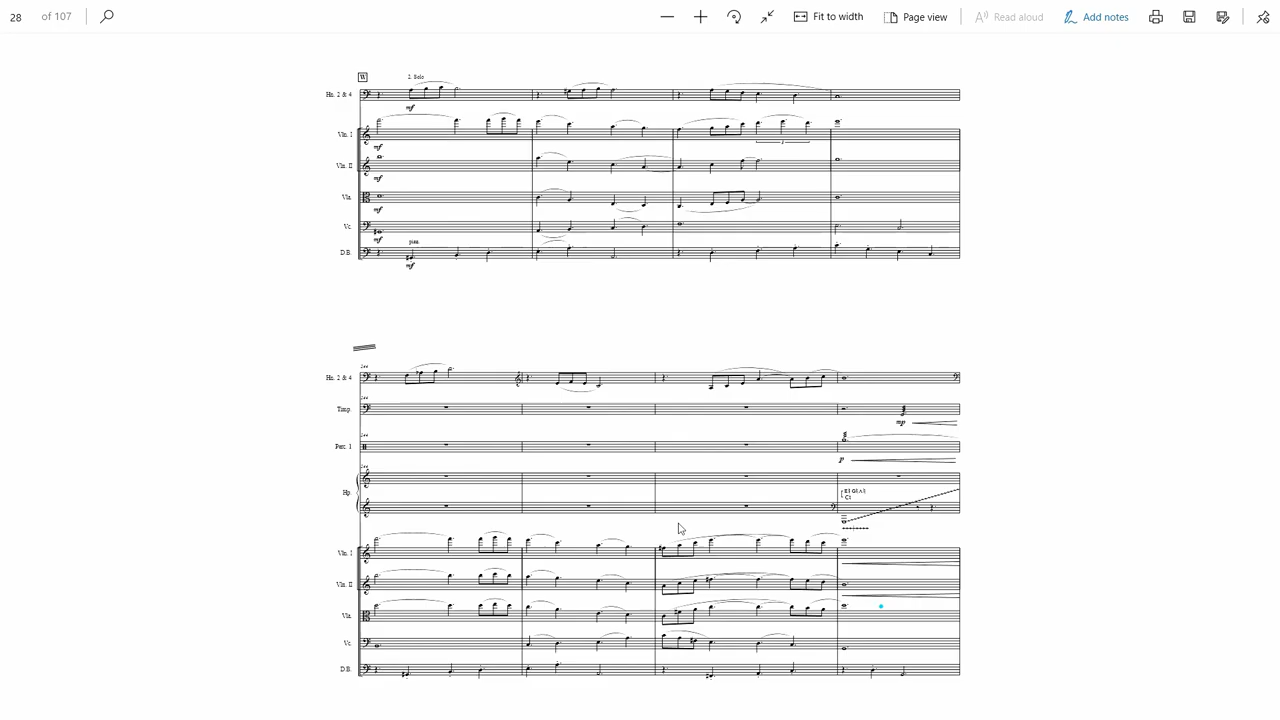 28 of 107 Fit to width Page view Read aloud Add notes
2. Solo
Hn. 2 & 4
mf
Vln. I
mf
Vln. II
mf
Vla.
mf
Vc.
mf
pizz.
D.B.
mf
Hn. 2 & 4
Timp.
mp
Perc. 1
p
Hp.
Vln. I
Vln. II
Vla.
Vc.
D.B.